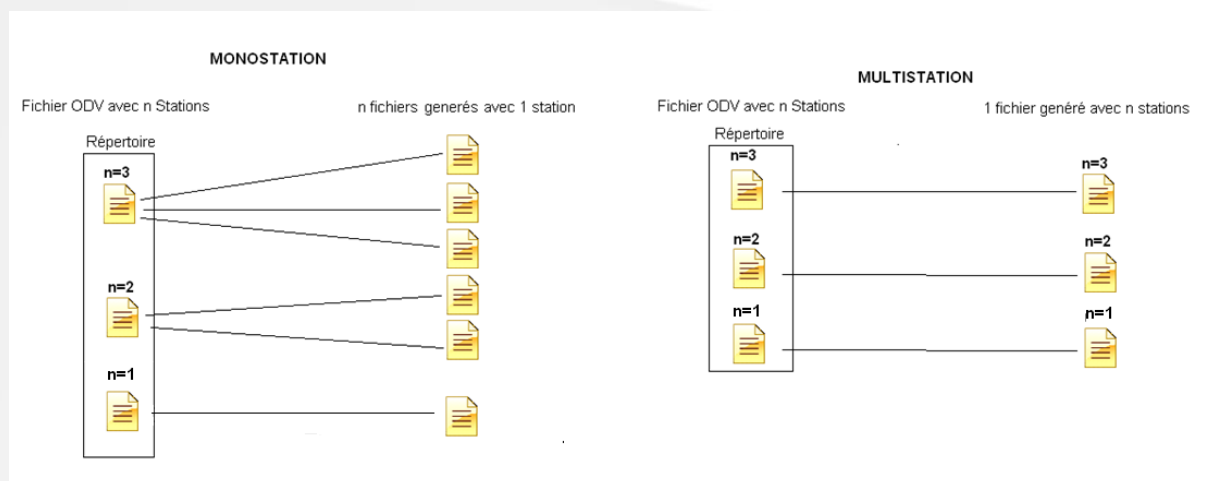 MONOSTATION
Fichier ODV avec n Stations
n fichiers generés avec 1 station
Répertoire
n=3
n=2
n=1
MULTISTATION
Fichier ODV avec n Stations
1 fichier genéré avec n stations
Répertoire
n=3
n=3
n=2
n=2
n=1
n=1